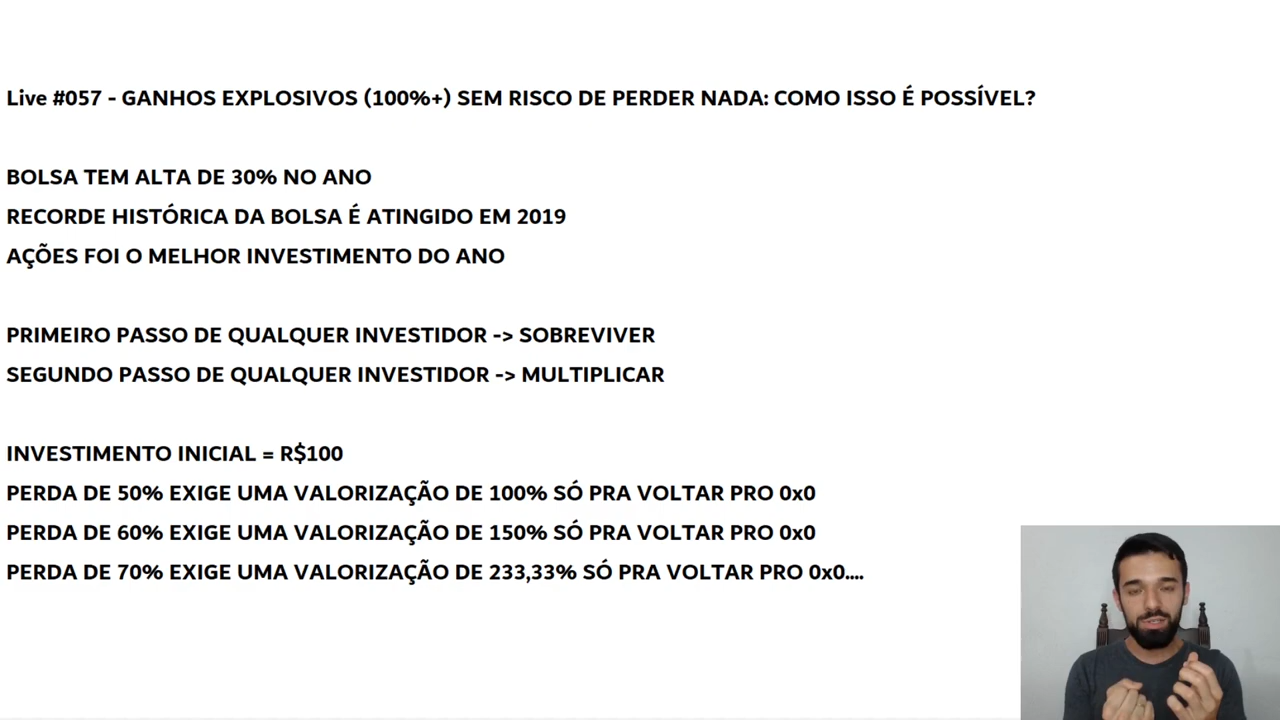 Live #057 - GANHOS EXPLOSIVOS (100%+) SEM RISCO DE PERDER NADA: COMO ISSO É POSSÍVEL?
BOLSA TEM ALTA DE 30% NO ANO
RECORDE HISTÓRICA DA BOLSA É ATINGIDO EM 2019
AÇÕES FOI O MELHOR INVESTIMENTO DO ANO
PRIMEIRO PASSO DE QUALQUER INVESTIDOR -> SOBREVIVER
SEGUNDO PASSO DE QUALQUER INVESTIDOR -> MULTIPLICAR
INVESTIMENTO INICIAL = R$100
PERDA DE 50% EXIGE UMA VALORIZAÇÃO DE 100% SÓ PRA VOLTAR PRO 0x0
PERDA DE 60% EXIGE UMA VALORIZAÇÃO DE 150% SÓ PRA VOLTAR PRO 0x0
PERDA DE 70% EXIGE UMA VALORIZAÇÃO DE 233,33% SÓ PRA VOLTAR PRO 0x0....